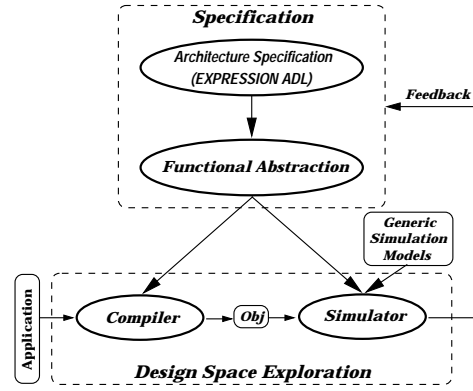 Specification
Architecture Specification
(EXPRESSION ADL)
Feedback
Functional Abstraction
Generic
Simulation
Models
Application
Compiler
Obj
Simulator
Design Space Exploration